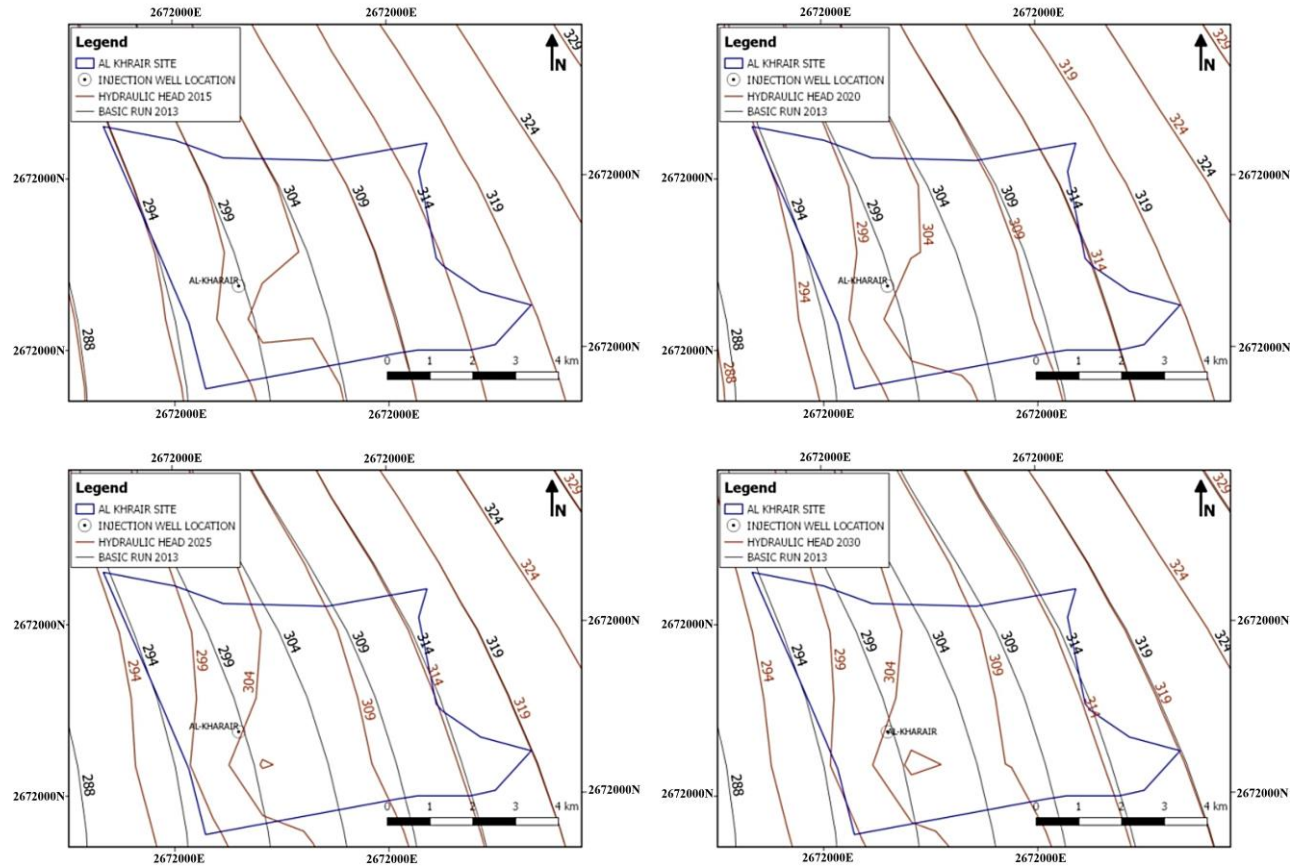 2672000E 2672000E
Legend
AL KHRAIR SITE
INJECTION WELL LOCATION
HYDRAULIC HEAD 2015
BASIC RUN 2013
N
329
324
2672000N 2672000N
294 299 304 309 314 319
AL-KHARAIR
288
2672000N 2672000N
0 1 2 3 4 km
2672000E 2672000E
2672000E 2672000E
Legend
AL KHRAIR SITE
INJECTION WELL LOCATION
HYDRAULIC HEAD 2020
BASIC RUN 2013
N
329
319
324
324
2672000N 2672000N
294 299 304 309 314 319
299 304 309
314
AL-KHARAIR
294
288
288
2672000N 2672000N
0 1 2 3 4 km
2672000E 2672000E
2672000E 2672000E
Legend
AL KHRAIR SITE
INJECTION WELL LOCATION
HYDRAULIC HEAD 2025
BASIC RUN 2013
N
329
324
324
2672000N 2672000N
294 299 304 309 314 319
294 299 304 314
309 319
AL-KHARAIR
288
2672000N 2672000N
0 1 2 3 4 km
2672000E 2672000E
2672000E 2672000E
Legend
AL KHRAIR SITE
INJECTION WELL LOCATION
HYDRAULIC HEAD 2030
BASIC RUN 2013
N
329
324
2672000N 2672000N
294 299 304 309 314 319 324
294 299 304 309
314 319
AL-KHARAIR
288
2672000N 2672000N
0 1 2 3 4 km
2672000E 2672000E